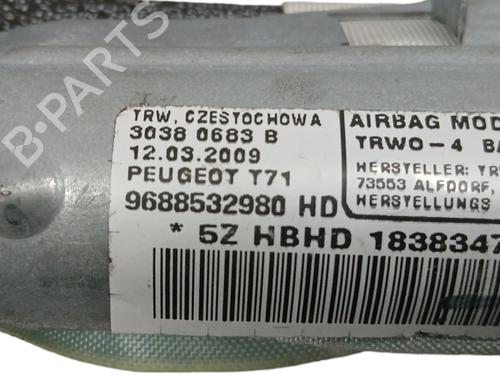 TRW, CZESTOCHOWA
3038 0683 B
12.03.2009
PEUGEOT T71
9688532980 HD
* 5Z HBHD 1838347
AIRBAG MOD
TRWO-4 BA
HERSTELLER: TR
73553 ALFDORF,
HERSTELLUNGS
B-PARTS